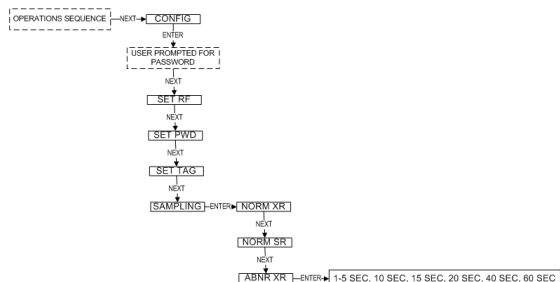 OPERATIONS SEQUENCE
NEXT
CONFIG
ENTER
USER PROMPTED FOR
PASSWORD
NEXT
SET RF
NEXT
SET PWD
NEXT
SET TAG
NEXT
SAMPLING
ENTER
NORM XR
NEXT
NORM SR
NEXT
ABNR XR
ENTER
1-5 SEC, 10 SEC, 15 SEC, 20 SEC, 40 SEC, 60 SEC